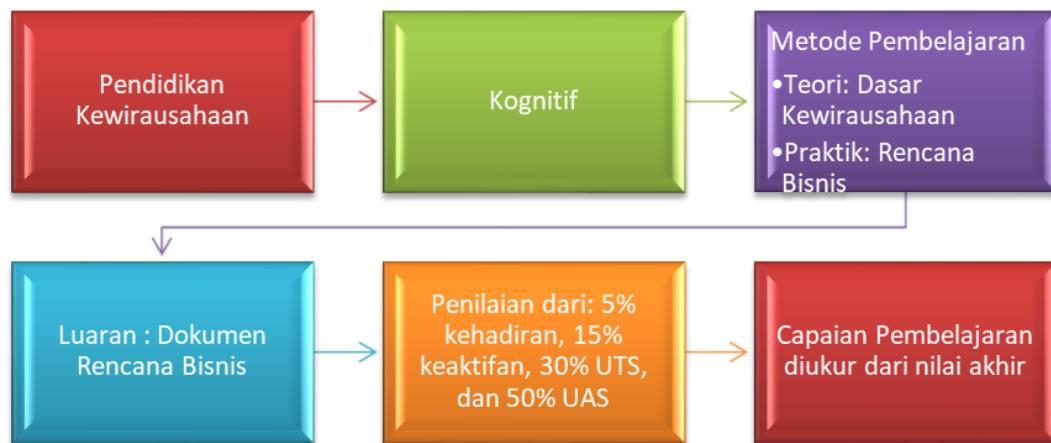 Pendidikan
Kewirausahaan
Kognitif
Metode Pembelajaran
•Teori: Dasar
Kewirausahaan
•Praktik: Rencana
Bisnis
Luaran : Dokumen
Rencana Bisnis
Penilaian dari: 5%
kehadiran, 15%
keaktifan, 30% UTS,
dan 50% UAS
Capaian Pembelajaran
diukur dari nilai akhir